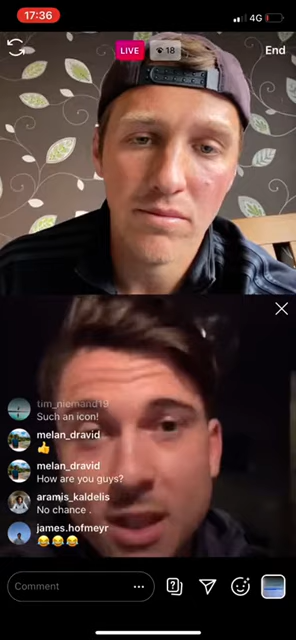 17:36
4G
LIVE
18
End
tim_niemand19
Such an icon!
melan_dravid
👍
melan_dravid
How are you guys?
aramis_kaldelis
No chance .
james.hofmeyr
😂😂😂
Comment